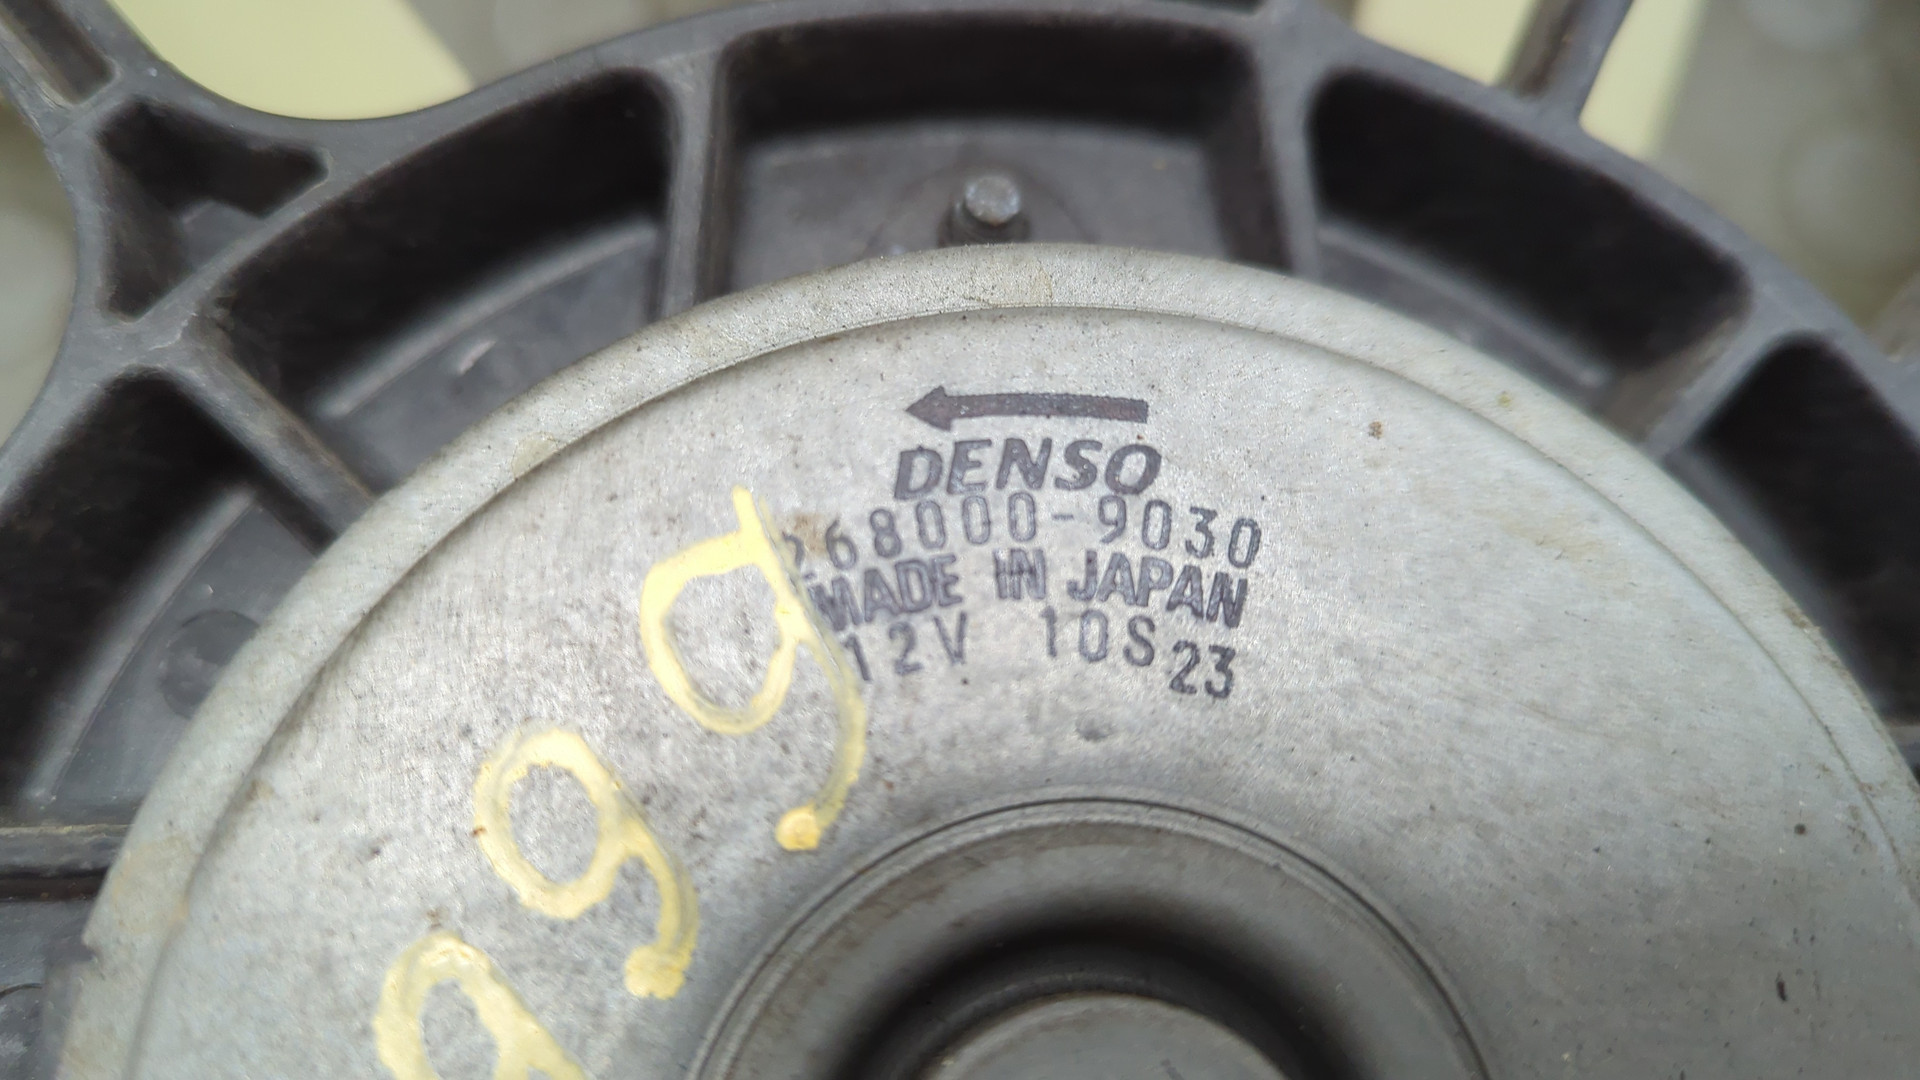 DENSO
268000-9030
MADE IN JAPAN
12V 10S23